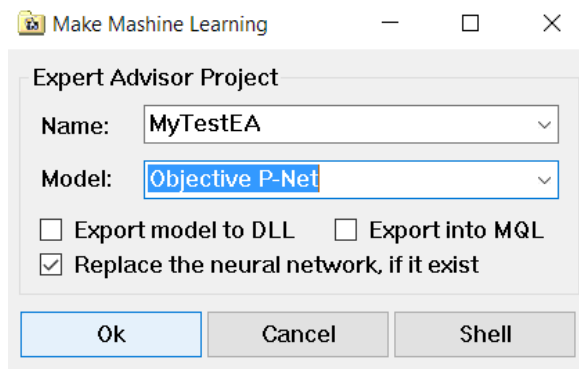 Make Mashine Learning
Expert Advisor Project
Name: MyTestEA
Model: Objective P-Net
Export model to DLL Export into MQL
Replace the neural network, if it exist
Ok Cancel Shell